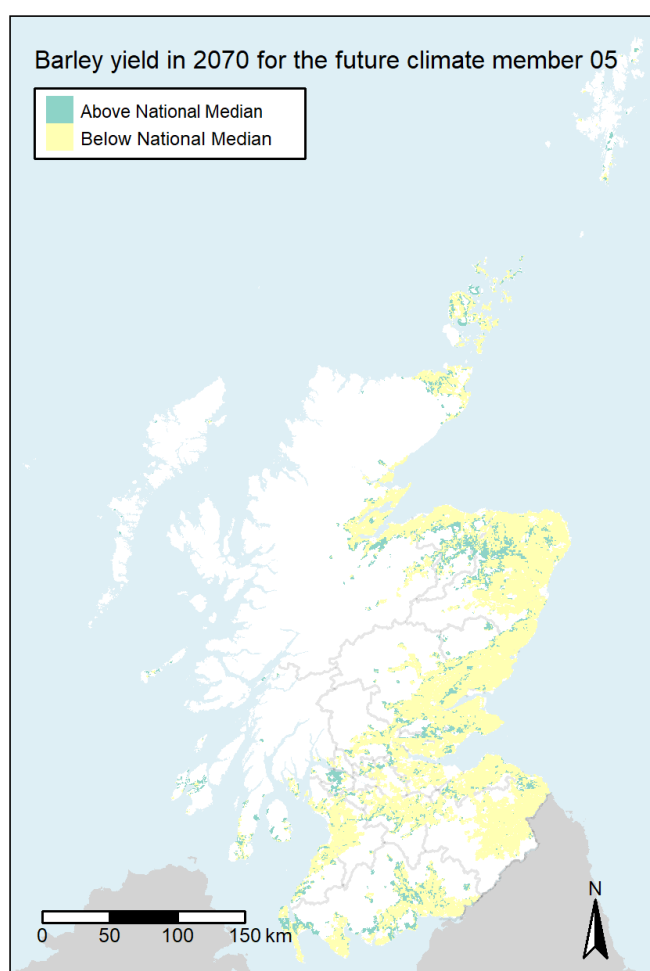 Barley yield in 2070 for the future climate member 05
Above National Median
Below National Median
N
0 50 100 150 km